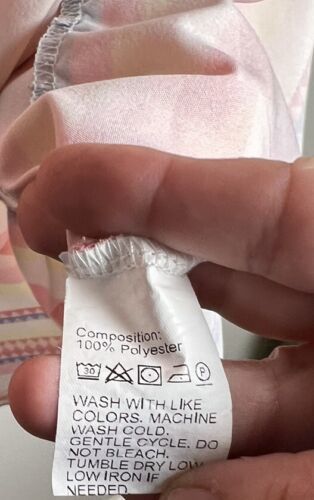 Composition:
100% Polyester
30 P
WASH WITH LIKE
COLORS. MACHINE
WASH COLD.
GENTLE CYCLE. DO
NOT BLEACH.
TUMBLE DRY LOW
LOW IRON IF
NEEDED